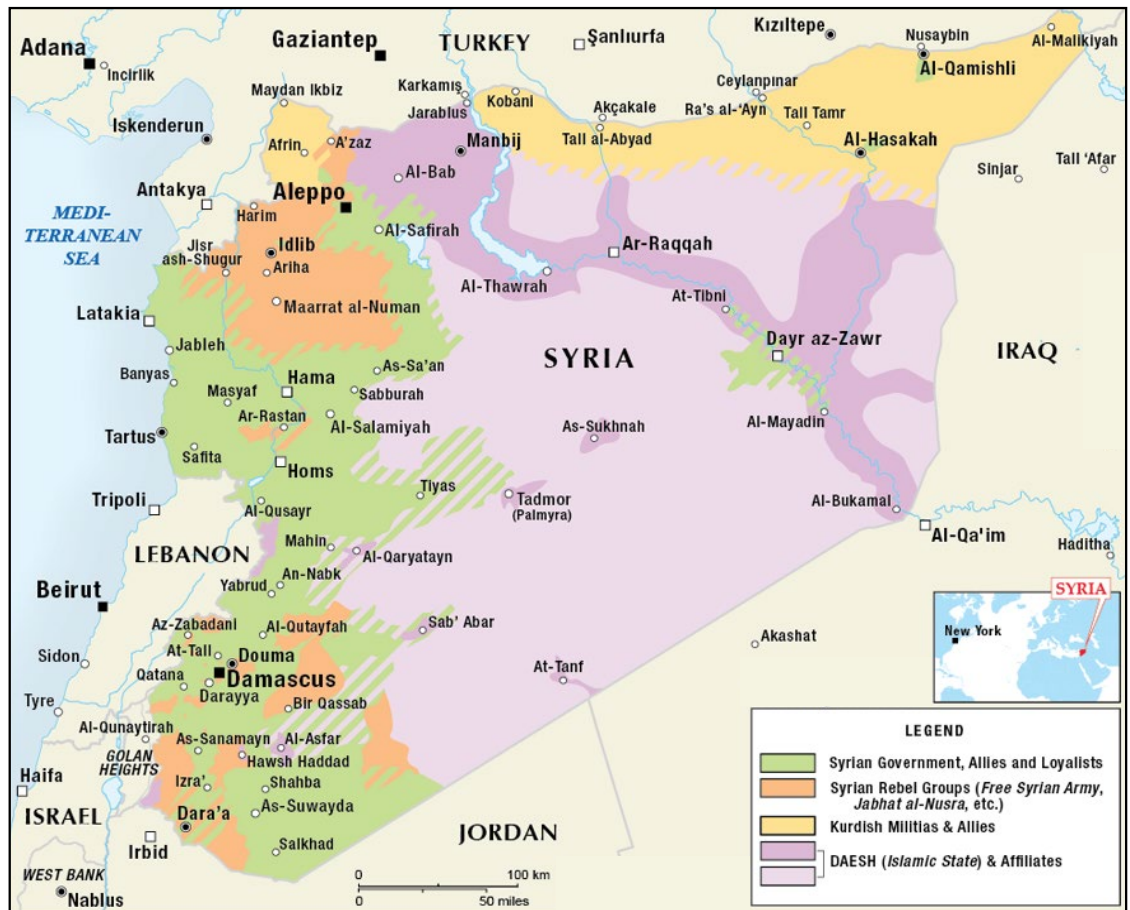 Adana
Incirlik
Gaziantep
TURKEY
Şanlıurfa
Kızıltepe
Nusaybin
Al-Malikiyah
Al-Qamishli
Maydan Ikbiz
Karkamış
Jarablus
Kobani
Akçakale
Tall al-Abyad
Ceylanpınar
Ra's al-'Ayn
Tall Tamr
Iskenderun
Afrin
A'zaz
Manbij
Al-Hasakah
Sinjar
Tall 'Afar
Al-Bab
Antakya
Aleppo
MEDI-
TERRANEAN
SEA
Harim
Al-Safirah
Idlib
Ar-Raqqah
Jisr
ash-Shugur
Ariha
Al-Thawrah
Maarrat al-Numan
At-Tibni
Latakia
Dayr az-Zawr
IRAQ
SYRIA
Jableh
Banyas
As-Sa'an
Hama
Sabburah
Masyaf
Ar-Rastan
Al-Salamiyah
Al-Mayadin
As-Sukhnah
Tartus
Safita
Homs
Tripoli
Al-Qusayr
Tiyas
Tadmor
(Palmyra)
Al-Bukamal
Al-Qa'im
Haditha
LEBANON
Mahin
Al-Qaryatayn
An-Nabk
Yabrud
Beirut
Az-Zabadani
Al-Qutayfah
Sab' Abar
Akashat
SYRIA
New York
At-Tall
Douma
Sidon
Qatana
Damascus
Darayya
At-Tanf
Tyre
Bir Qassab
Al-Qunaytirah
As-Sanamayn
Al-Asfar
GOLAN
HEIGHTS
Hawsh Haddad
Haifa
Izra'
Shahba
ISRAEL
As-Suwayda
Dara'a
JORDAN
Irbid
Salkhad
WEST BANK
Nablus
0 100 km
0 50 miles
LEGEND
Syrian Government, Allies and Loyalists
Syrian Rebel Groups (Free Syrian Army,
Jabhat al-Nusra, etc.)
Kurdish Militias & Allies
DAESH (Islamic State) & Affiliates